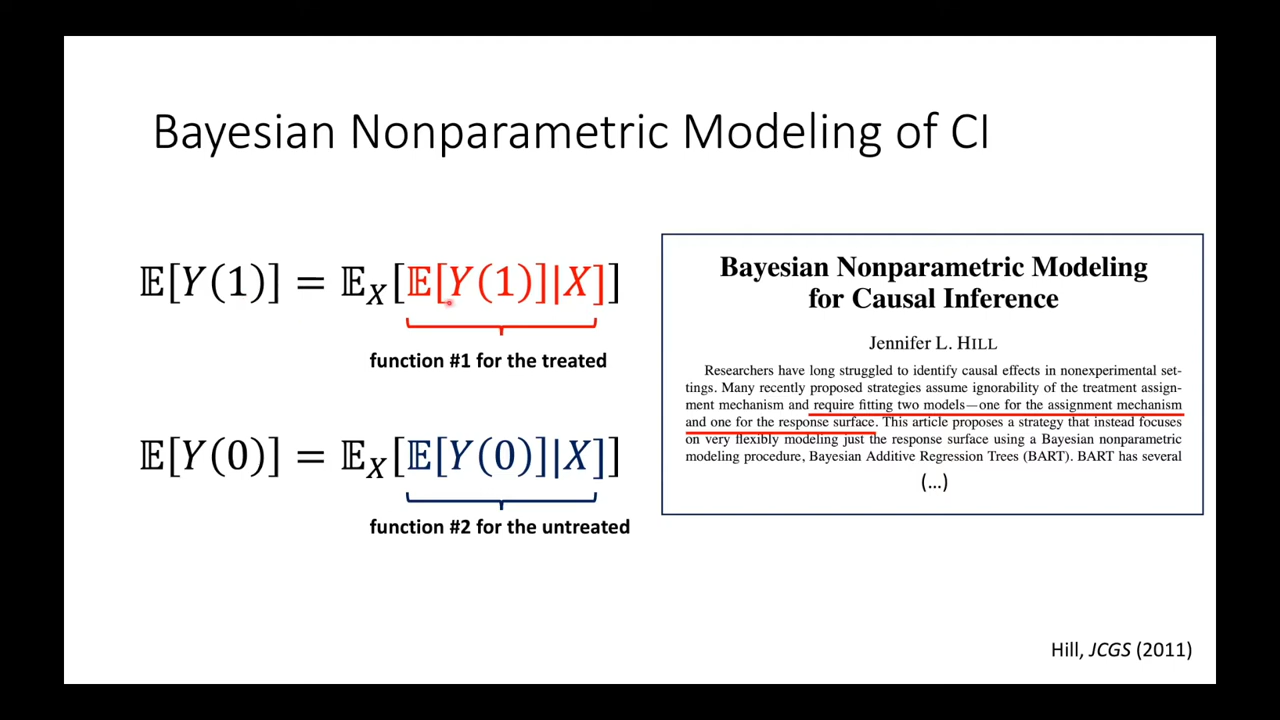 Bayesian Nonparametric Modeling of CI
𝔼[Y(1)] = 𝔼_X[𝔼[Y(1)]|X]]
function #1 for the treated
𝔼[Y(0)] = 𝔼_X[𝔼[Y(0)]|X]]
function #2 for the untreated
Bayesian Nonparametric Modeling
for Causal Inference
Jennifer L. HILL
Researchers have long struggled to identify causal effects in nonexperimental set-
tings. Many recently proposed strategies assume ignorability of the treatment assign-
ment mechanism and require fitting two models—one for the assignment mechanism
and one for the response surface. This article proposes a strategy that instead focuses
on very flexibly modeling just the response surface using a Bayesian nonparametric
modeling procedure, Bayesian Additive Regression Trees (BART). BART has several
(...)
Hill, JCGS (2011)